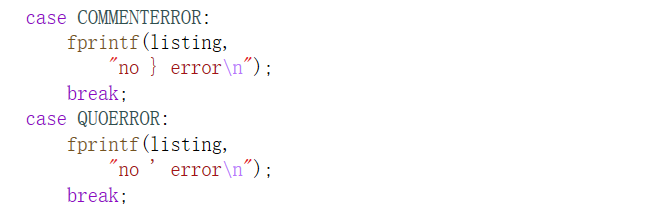 case COMMENTERROR:
    fprintf(listing,
        "no } error\n");
    break;
case QUOERROR:
    fprintf(listing,
        "no ' error\n");
    break;